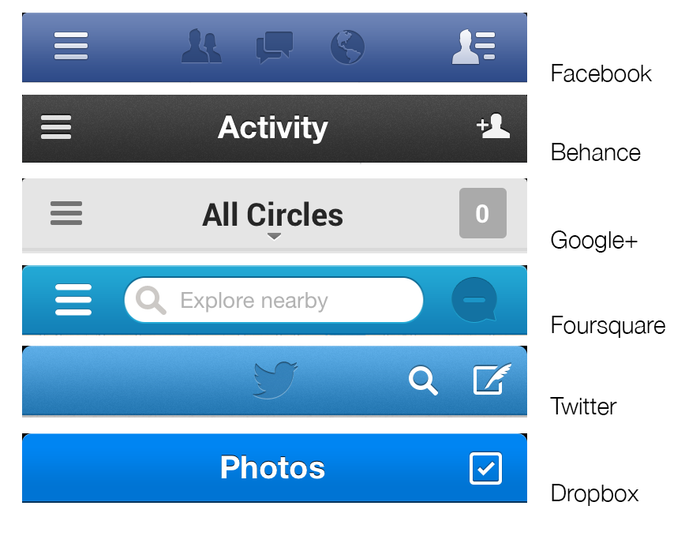 Facebook
Activity
Behance
All Circles
0
Google+
Explore nearby
Foursquare
Twitter
Photos
Dropbox